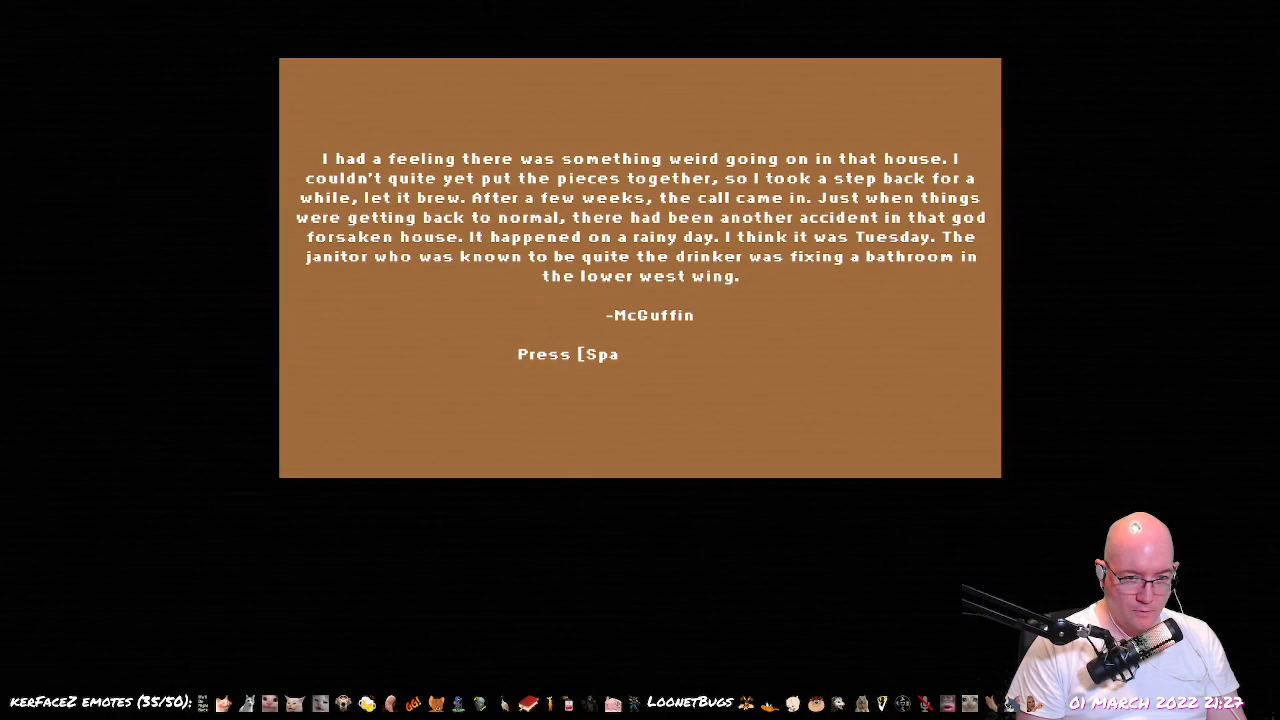 I had a feeling there was something weird going on in that house. I
couldn't quite yet put the pieces together, so I took a step back for a
while, let it brew. After a few weeks, the call came in. Just when things
were getting back to normal, there had been another accident in that god
forsaken house. It happened on a rainy day. I think it was Tuesday. The
janitor who was known to be quite the drinker was fixing a bathroom in
the lower west wing.
-McGuffin
Press [Spa
kerFaceZ emotes (35/50): GG! LoonetBugs 01 March 2022 21:27